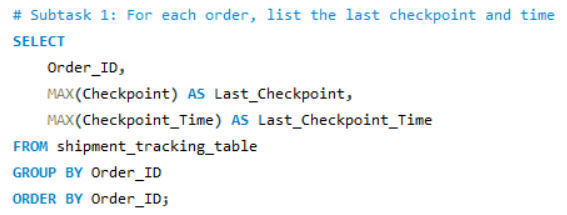 # Subtask 1: For each order, list the last checkpoint and time
SELECT
    Order_ID,
    MAX(Checkpoint) AS Last_Checkpoint,
    MAX(Checkpoint_Time) AS Last_Checkpoint_Time
FROM shipment_tracking_table
GROUP BY Order_ID
ORDER BY Order_ID;